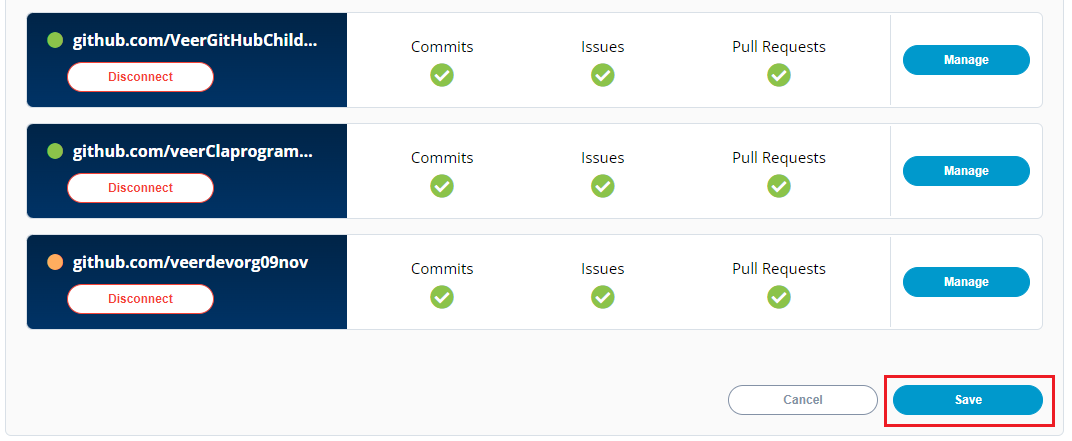 github.com/VeerGitHubChild...
Disconnect
Commits
Issues
Pull Requests
Manage
github.com/veerClaprogram...
Disconnect
Commits
Issues
Pull Requests
Manage
github.com/veerdevorg09nov
Disconnect
Commits
Issues
Pull Requests
Manage
Cancel
Save